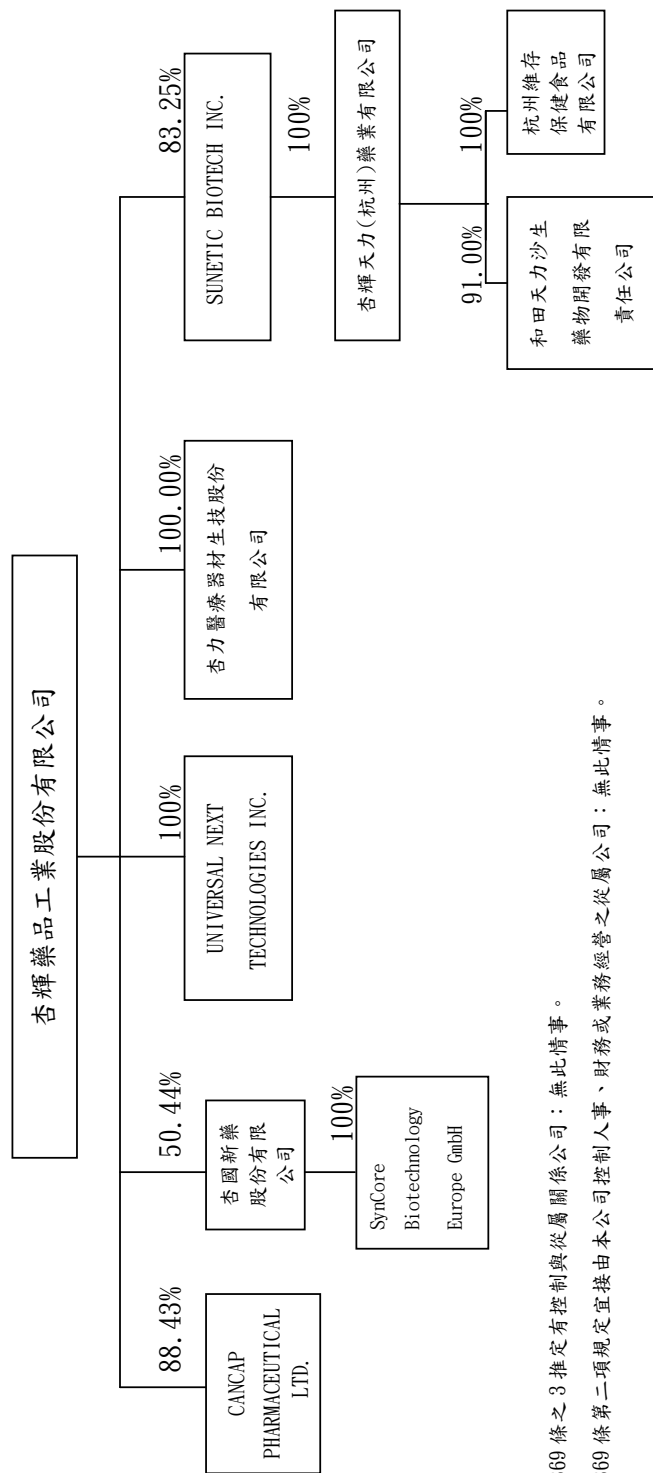 杏輝藥品工業股份有限公司
88.43%
CANCAP
PHARMACEUTICAL
LTD.
50.44%
杏國新藥
股份有限
公司
100%
SynCore
Biotechnology
Europe GmbH
100%
UNIVERSAL NEXT
TECHNOLOGIES INC.
100.00%
杏力醫療器材生技股份
有限公司
83.25%
SUNETIC BIOTECH INC.
100%
杏輝天力(杭州)藥業有限公司
91.00%
和田天力沙生
藥物開發有限
責任公司
100%
杭州維存
保健食品
有限公司
69 條之 3 推定有控制與從屬關係公司：無此情事。
69 條第二項規定宜接由本公司控制人事、財務或業務經營之從屬公司：無此情事。